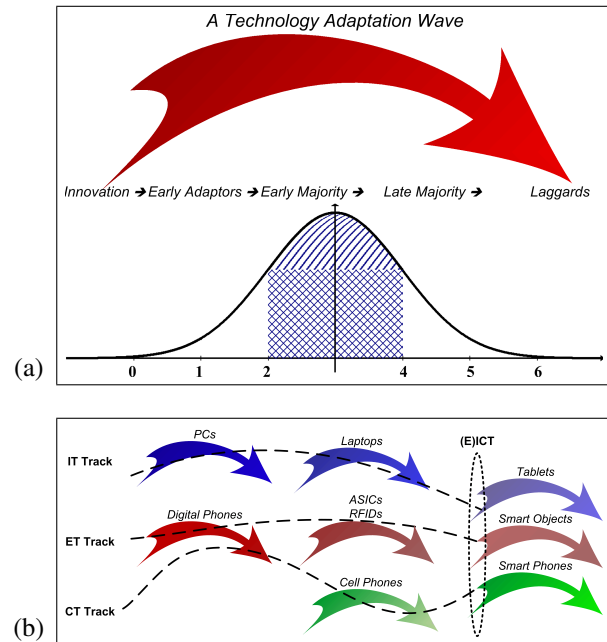 A Technology Adaptation Wave
Innovation ➔ Early Adaptors ➔ Early Majority ➔ Late Majority ➔ Laggards
0 1 2 3 4 5 6
(a)
PCs
Laptops
(E)ICT
IT Track
Tablets
Digital Phones
ASICs
RFIDs
Smart Objects
ET Track
Cell Phones
Smart Phones
CT Track
(b)